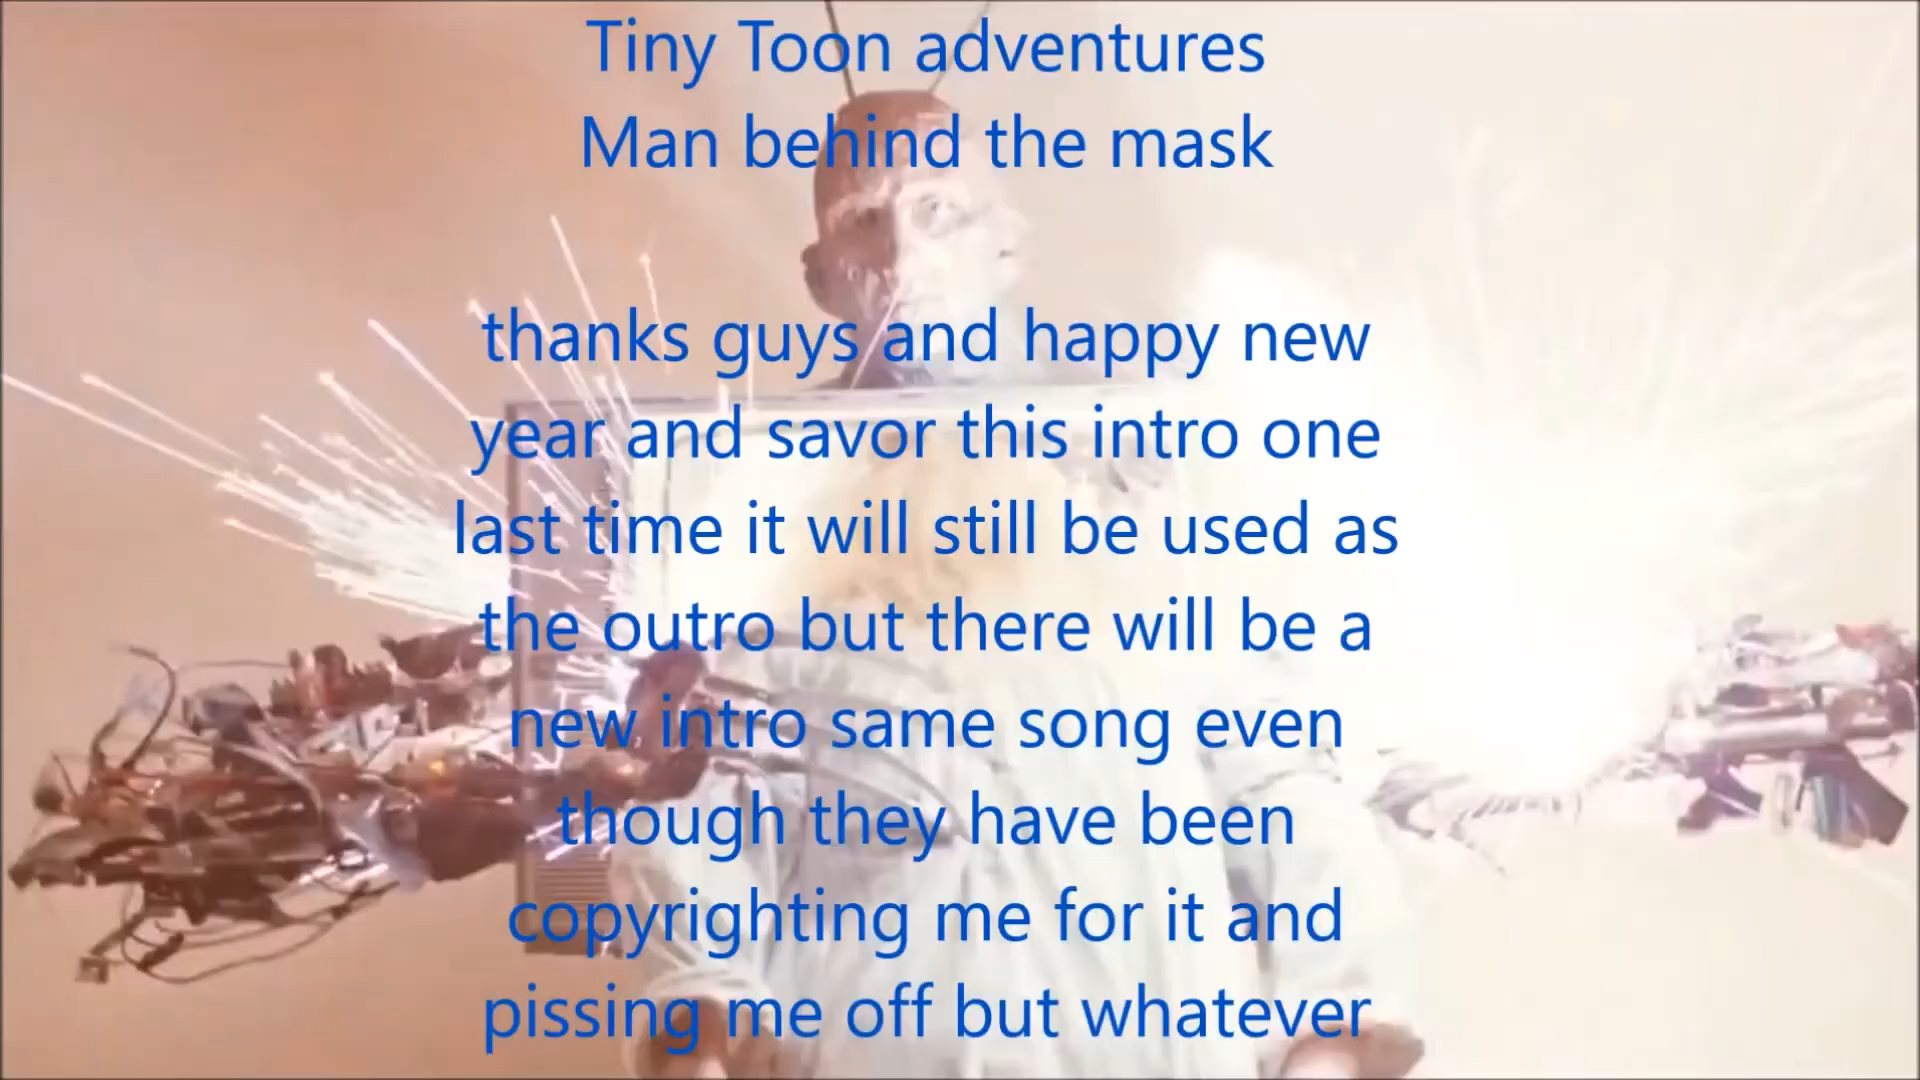 Tiny Toon adventures
Man behind the mask
thanks guys and happy new
year and savor this intro one
last time it will still be used as
the outro but there will be a
new intro same song even
though they have been
copyrighting me for it and
pissing me off but whatever